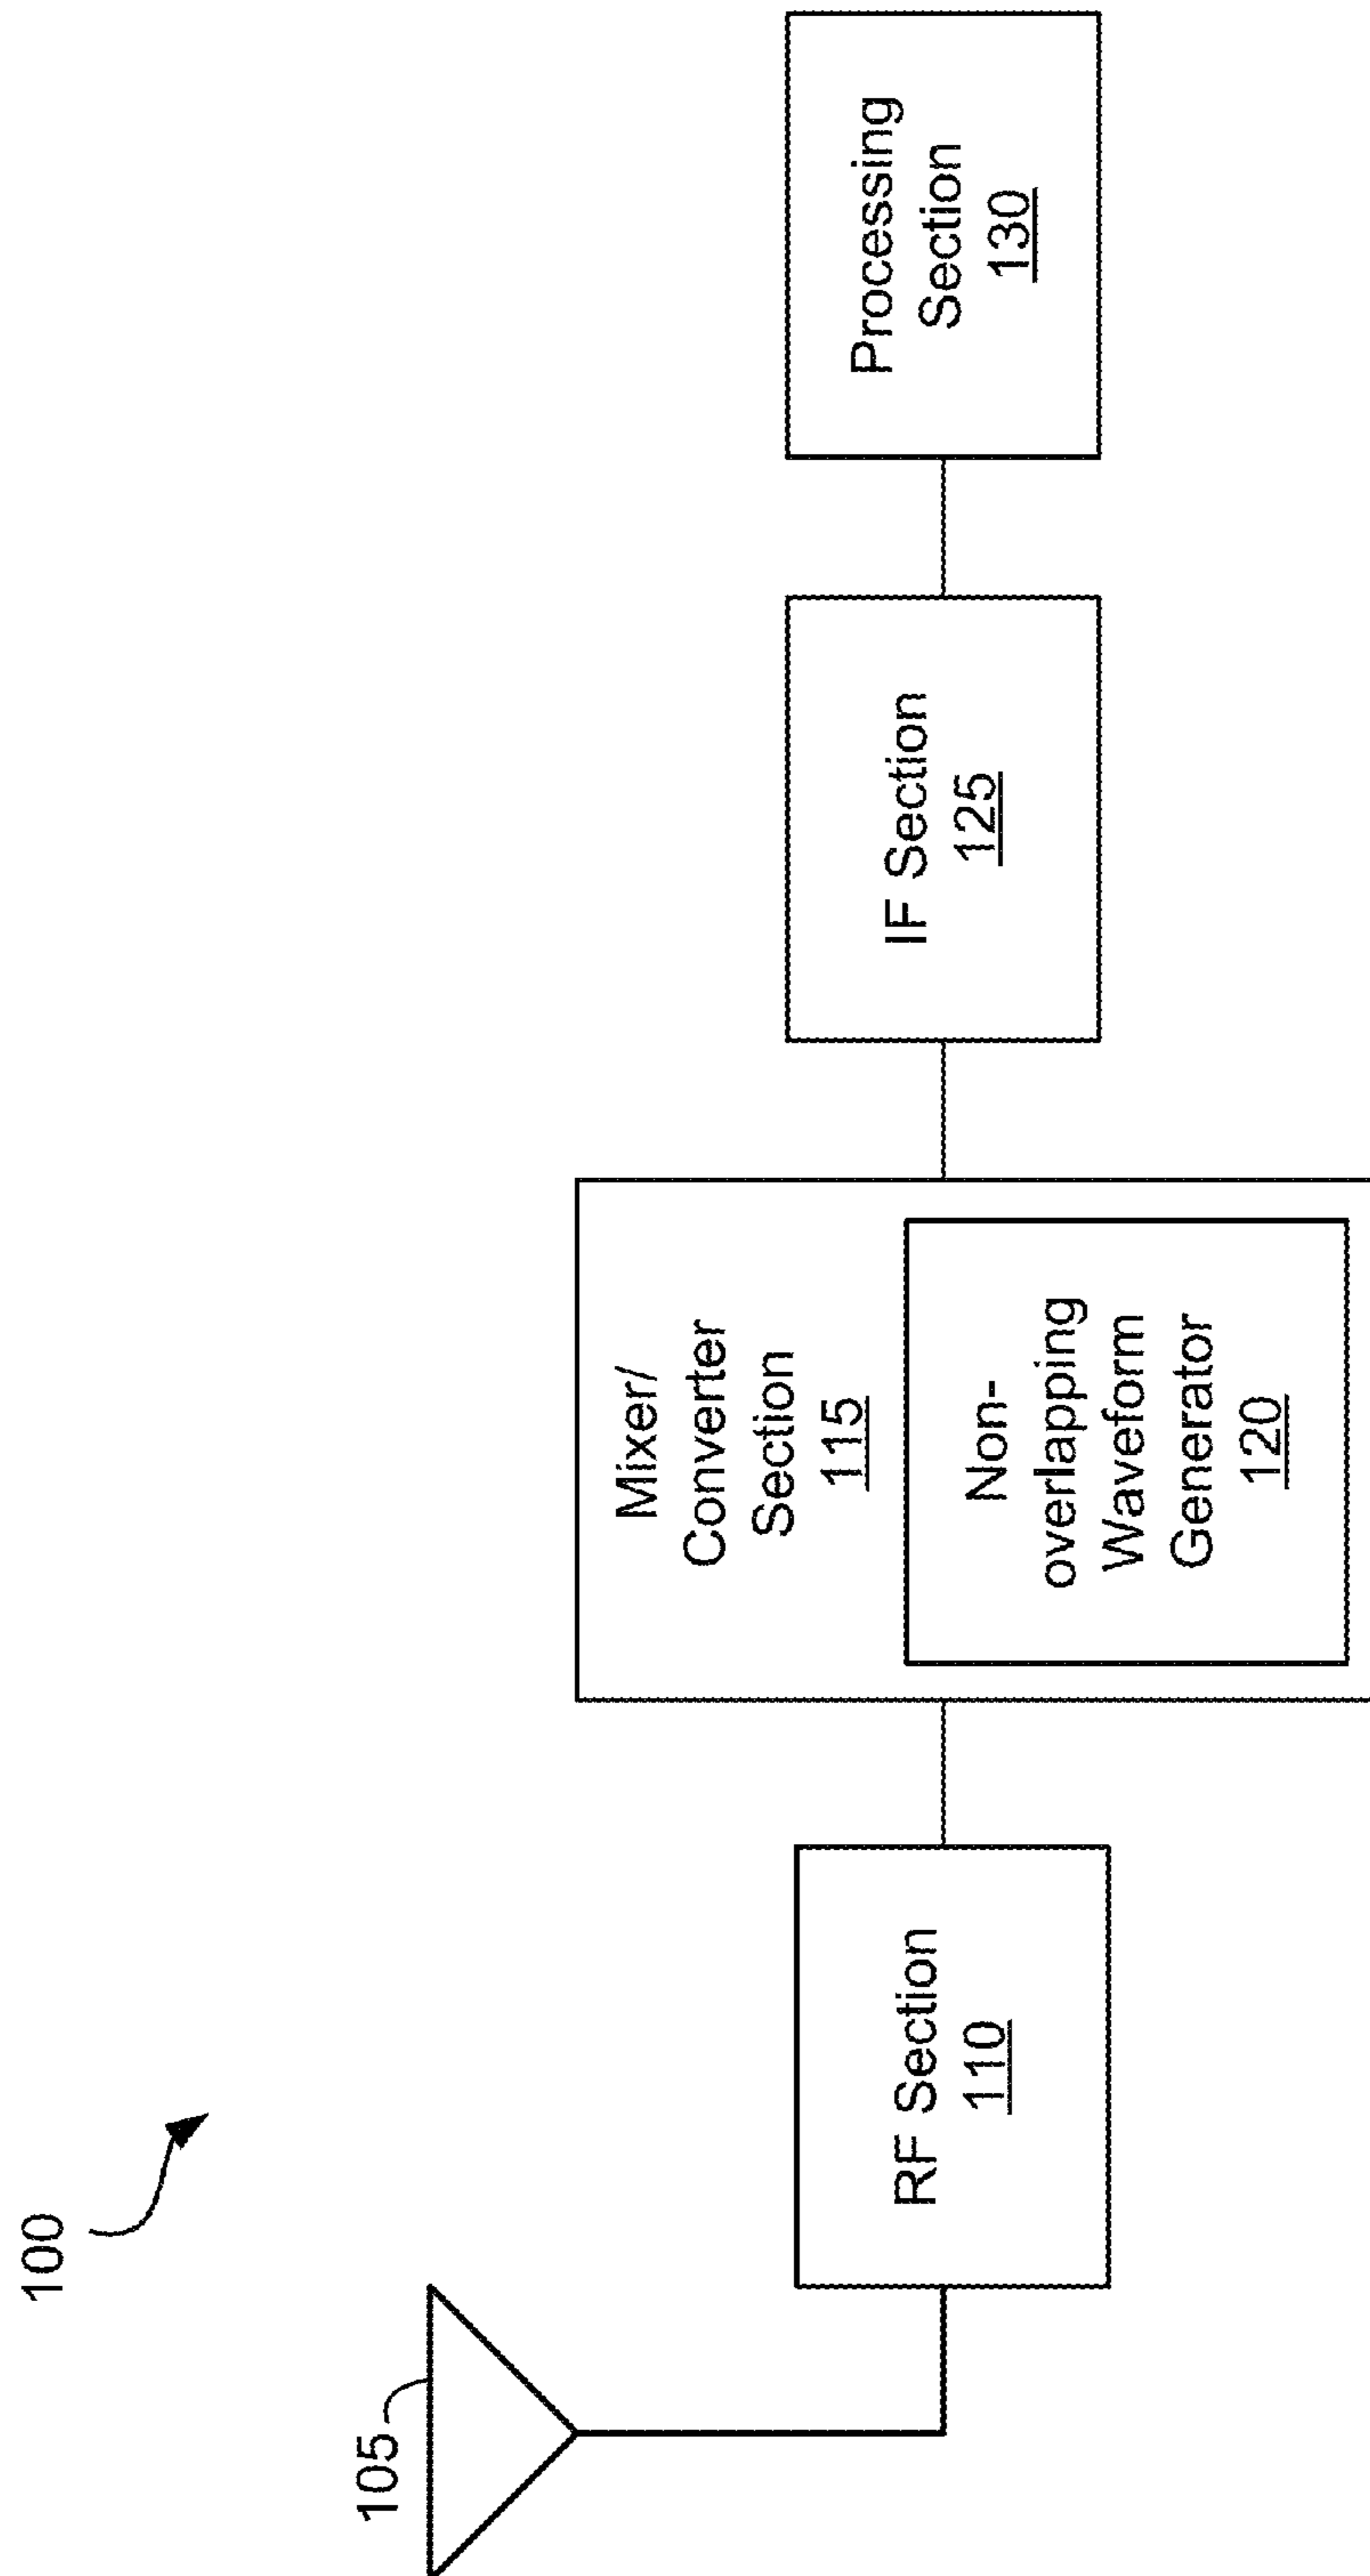 100
105
RF Section
110
Mixer/
Converter
Section
115
Non-
overlapping
Waveform
Generator
120
IF Section
125
Processing
Section
130